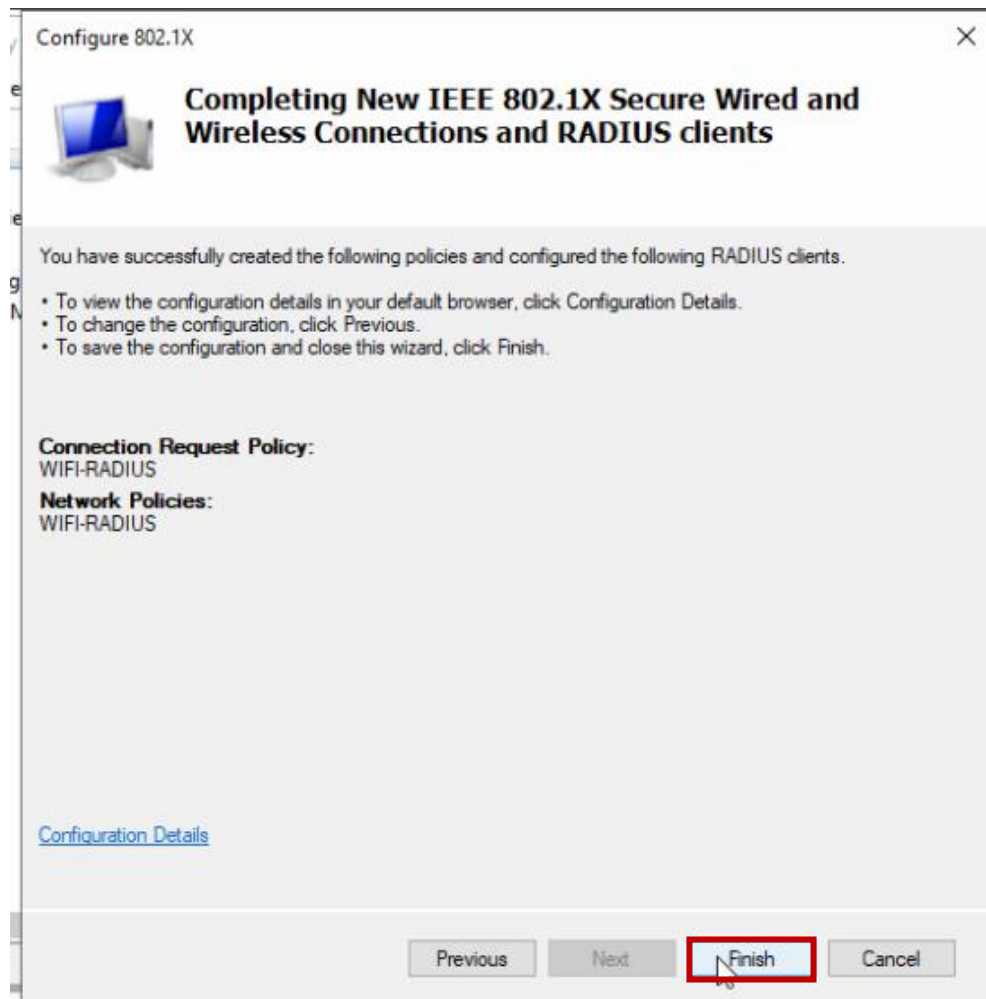 Configure 802.1X
Completing New IEEE 802.1X Secure Wired and
Wireless Connections and RADIUS clients
You have successfully created the following policies and configured the following RADIUS clients.
• To view the configuration details in your default browser, click Configuration Details.
• To change the configuration, click Previous.
• To save the configuration and close this wizard, click Finish.
Connection Request Policy:
WIFI-RADIUS
Network Policies:
WIFI-RADIUS
Configuration Details
Previous Next Finish Cancel